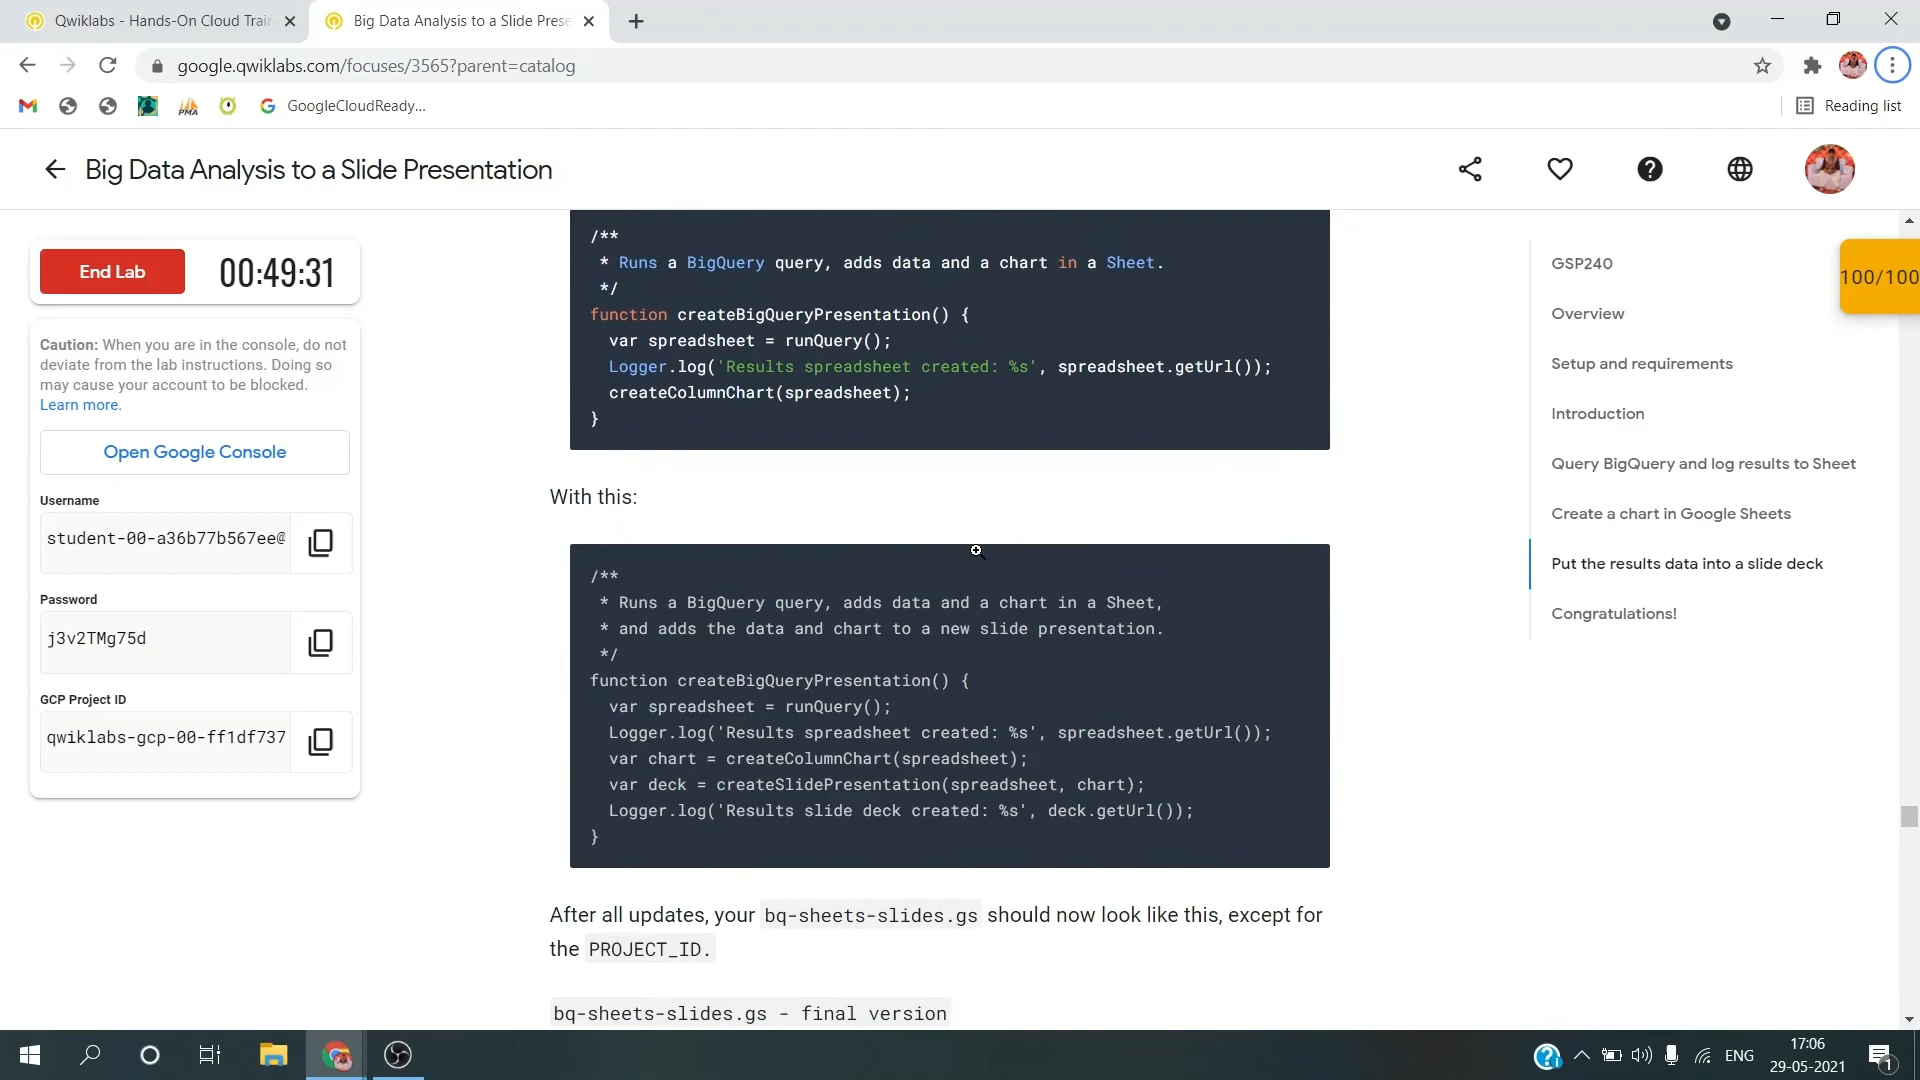 Qwiklabs - Hands-On Cloud Train
Big Data Analysis to a Slide Prese
google.qwiklabs.com/focuses/3565?parent=catalog
PMA
GoogleCloudReady...
Reading list
Big Data Analysis to a Slide Presentation
End Lab
00:49:31
Caution: When you are in the console, do not
deviate from the lab instructions. Doing so
may cause your account to be blocked.
Learn more.
Open Google Console
Username
student-00-a36b77b567ee@
Password
j3v2TMg75d
GCP Project ID
qwiklabs-gcp-00-ff1df737
/**
* Runs a BigQuery query, adds data and a chart in a Sheet.
*/
function createBigQueryPresentation() {
var spreadsheet = runQuery();
Logger.log('Results spreadsheet created: %s', spreadsheet.getUrl());
createColumnChart(spreadsheet);
}
With this:
/**
* Runs a BigQuery query, adds data and a chart in a Sheet,
* and adds the data and chart to a new slide presentation.
*/
function createBigQueryPresentation() {
var spreadsheet = runQuery();
Logger.log('Results spreadsheet created: %s', spreadsheet.getUrl());
var chart = createColumnChart(spreadsheet);
var deck = createSlidePresentation(spreadsheet, chart);
Logger.log('Results slide deck created: %s', deck.getUrl());
}
After all updates, your bq-sheets-slides.gs should now look like this, except for
the PROJECT_ID.
bq-sheets-slides.gs - final version
GSP240
Overview
Setup and requirements
Introduction
Query BigQuery and log results to Sheet
Create a chart in Google Sheets
Put the results data into a slide deck
Congratulations!
100/100
ENG
17:06
29-05-2021
1